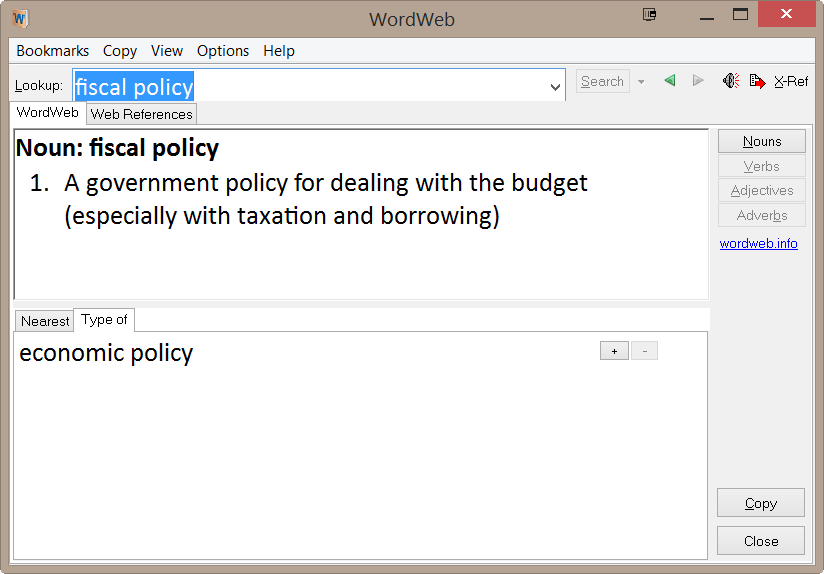 WordWeb
Bookmarks Copy View Options Help
Lookup: fiscal policy Search X-Ref
WordWeb Web References
Noun: fiscal policy
1. A government policy for dealing with the budget
(especially with taxation and borrowing)
Nouns
Verbs
Adjectives
Adverbs
wordweb.info
Nearest Type of
economic policy + -
Copy
Close